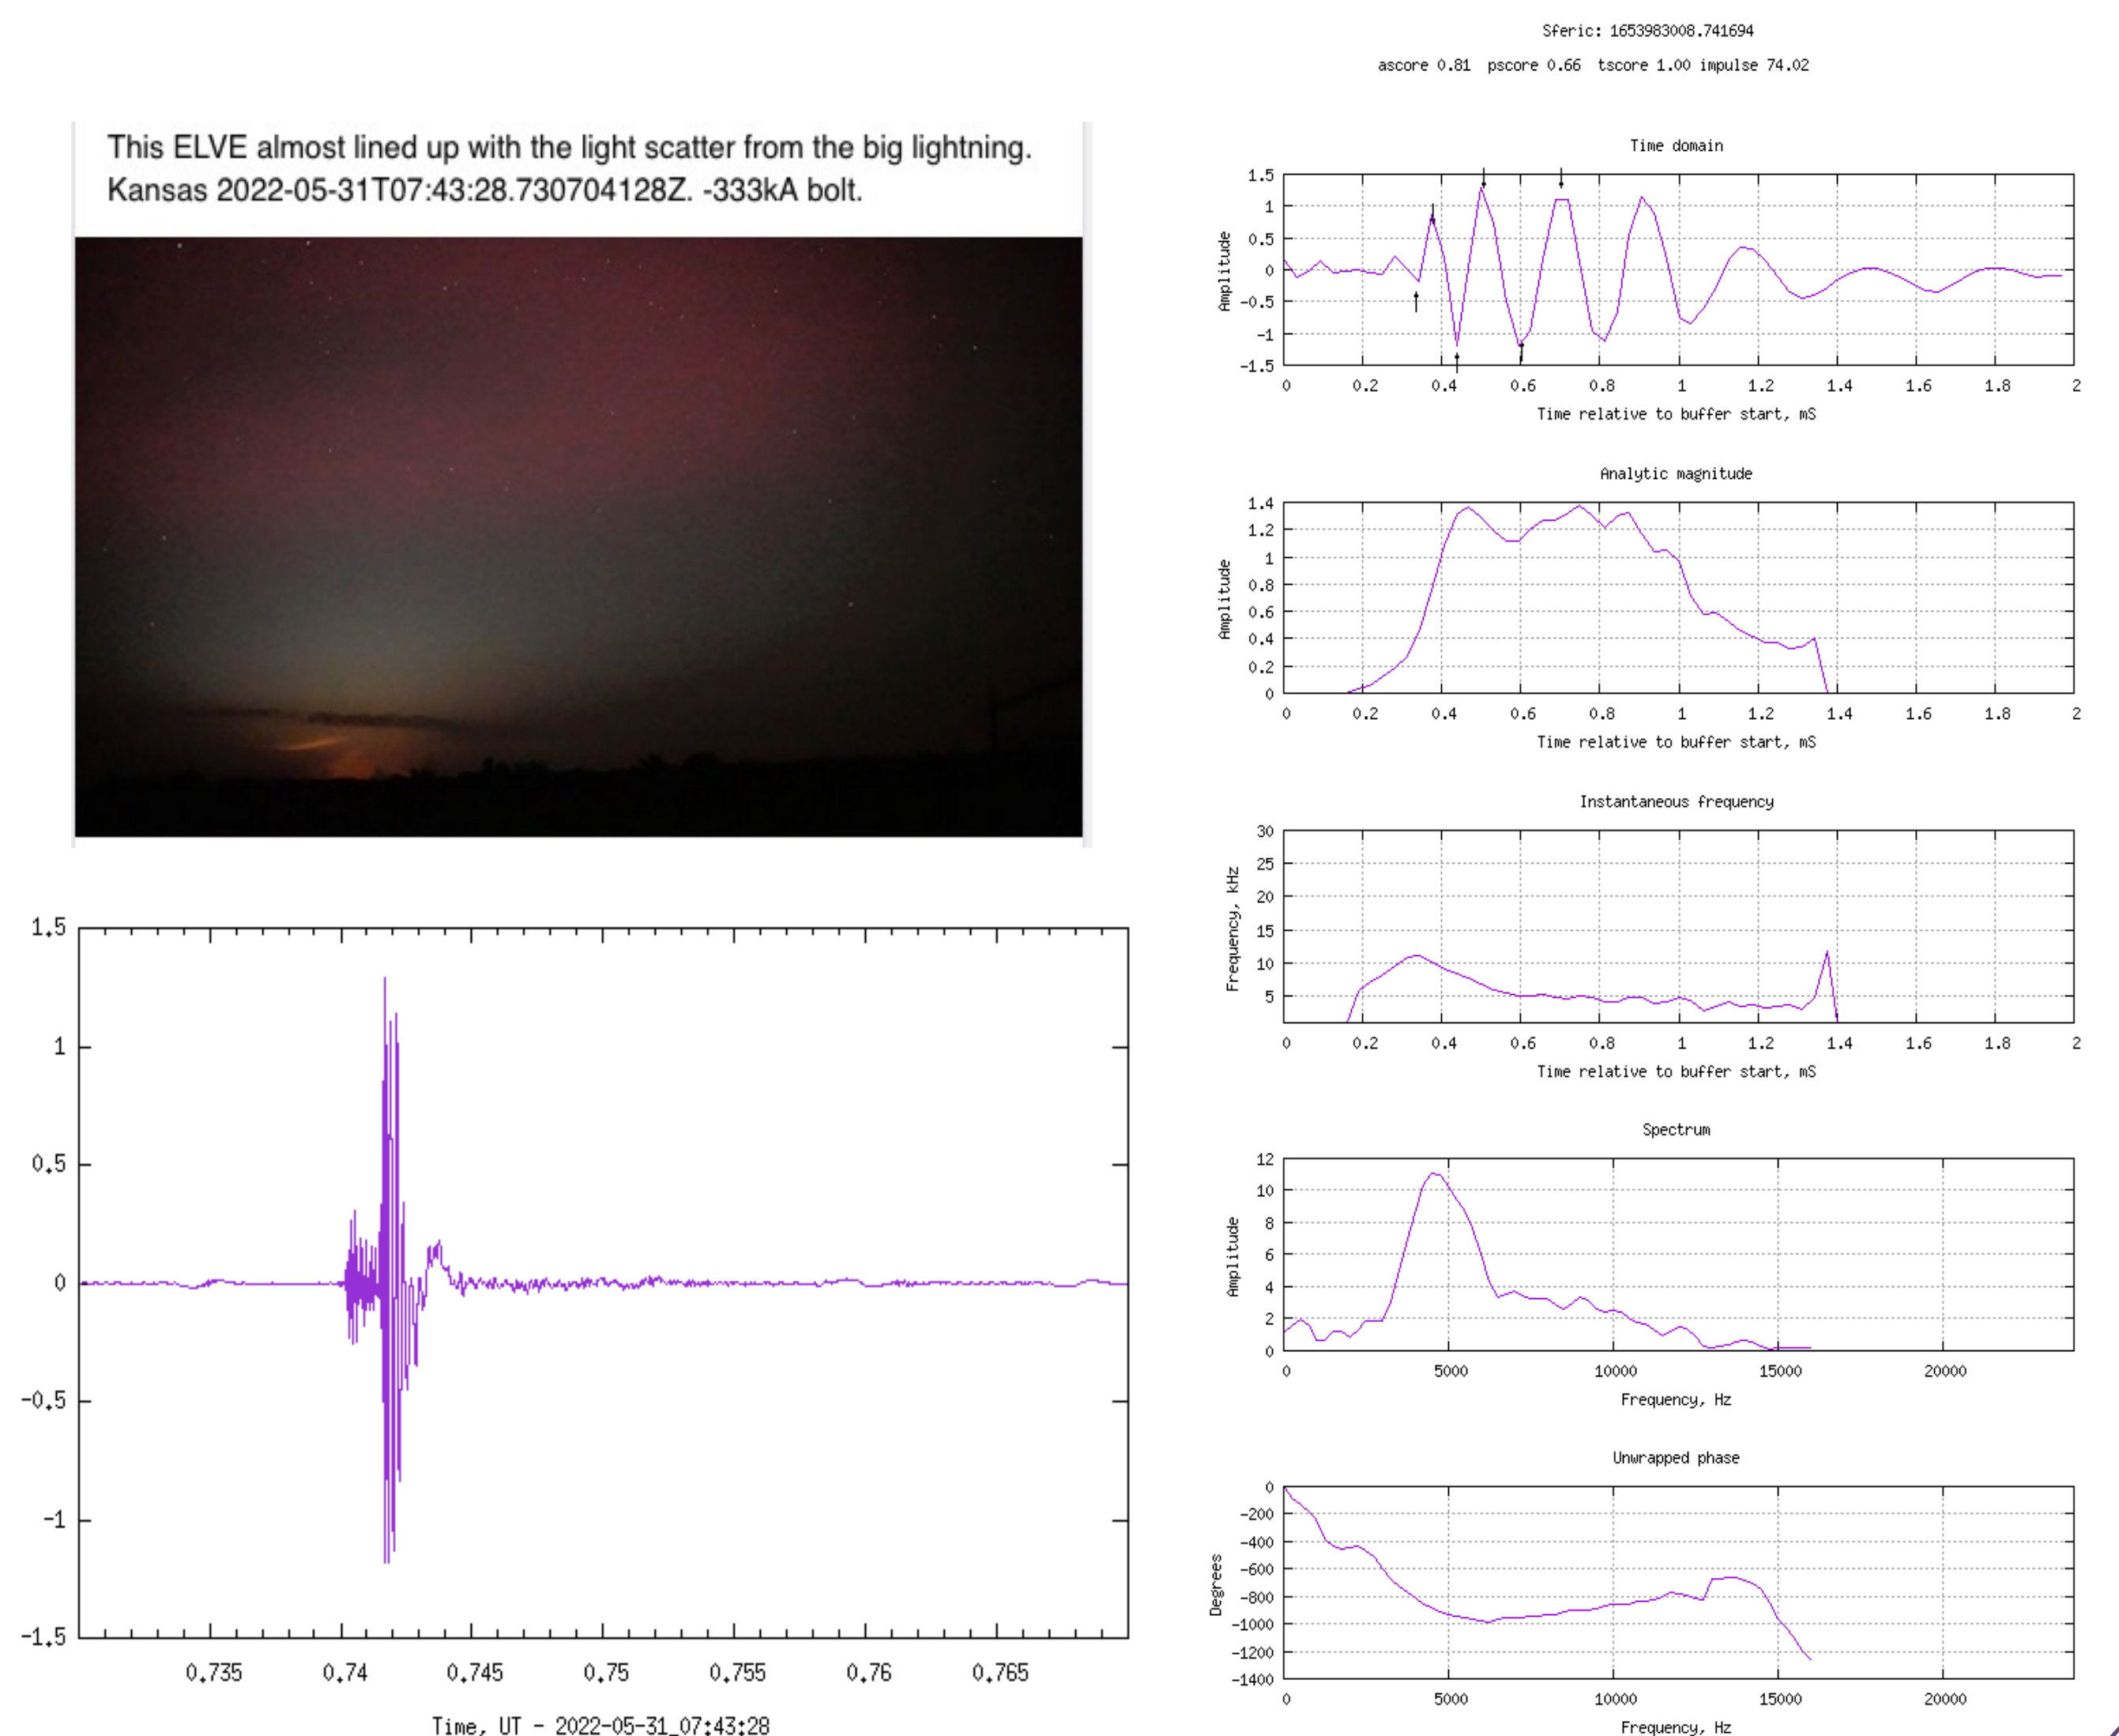 This ELVE almost lined up with the light scatter from the big lightning.
Kansas 2022-05-31T07:43:28.730704128Z. -333kA bolt.
1.5
1
0.5
0
-0.5
-1
-1.5
0.735 0.74 0.745 0.75 0.755 0.76 0.765
Time, UT - 2022-05-31_07:43:28
Sferic: 1653983008.741694
ascore 0.81 pscore 0.66 tscore 1.00 impulse 74.02
Time domain
Amplitude
1.5
1
0.5
0
-0.5
-1
-1.5
0 0.2 0.4 0.6 0.8 1 1.2 1.4 1.6 1.8 2
Time relative to buffer start, mS
Analytic magnitude
Amplitude
1.4
1.2
1
0.8
0.6
0.4
0.2
0
0 0.2 0.4 0.6 0.8 1 1.2 1.4 1.6 1.8 2
Time relative to buffer start, mS
Instantaneous frequency
Frequency, kHz
30
25
20
15
10
5
0 0.2 0.4 0.6 0.8 1 1.2 1.4 1.6 1.8 2
Time relative to buffer start, mS
Spectrum
Amplitude
12
10
8
6
4
2
0
0 5000 10000 15000 20000
Frequency, Hz
Unwrapped phase
Degrees
0
-200
-400
-600
-800
-1000
-1200
-1400
0 5000 10000 15000 20000
Frequency, Hz